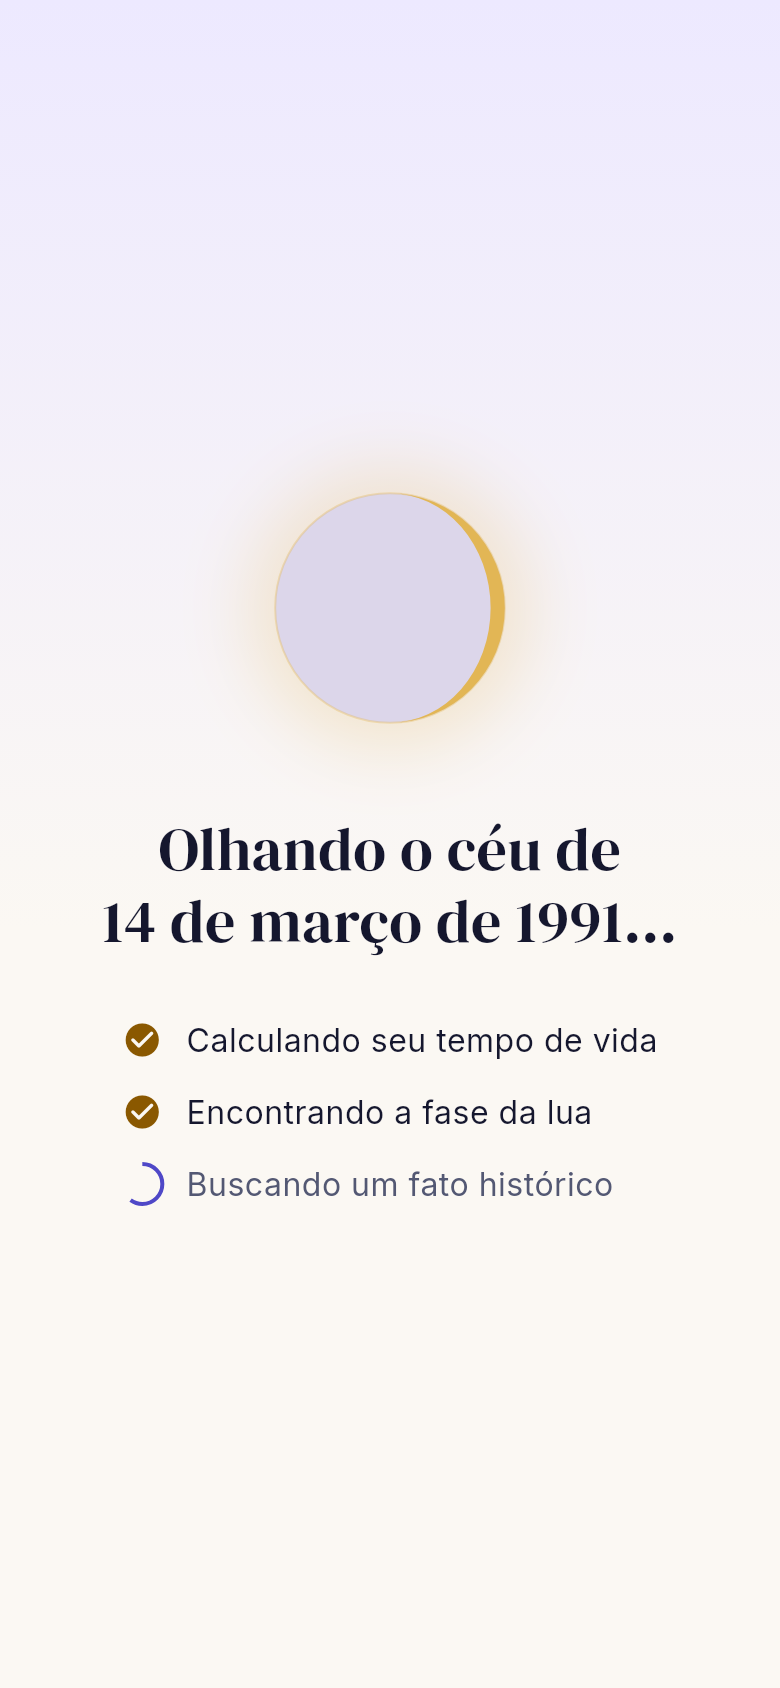 Olhando o céu de
14 de março de 1991...
Calculando seu tempo de vida
Encontrando a fase da lua
Buscando um fato histórico